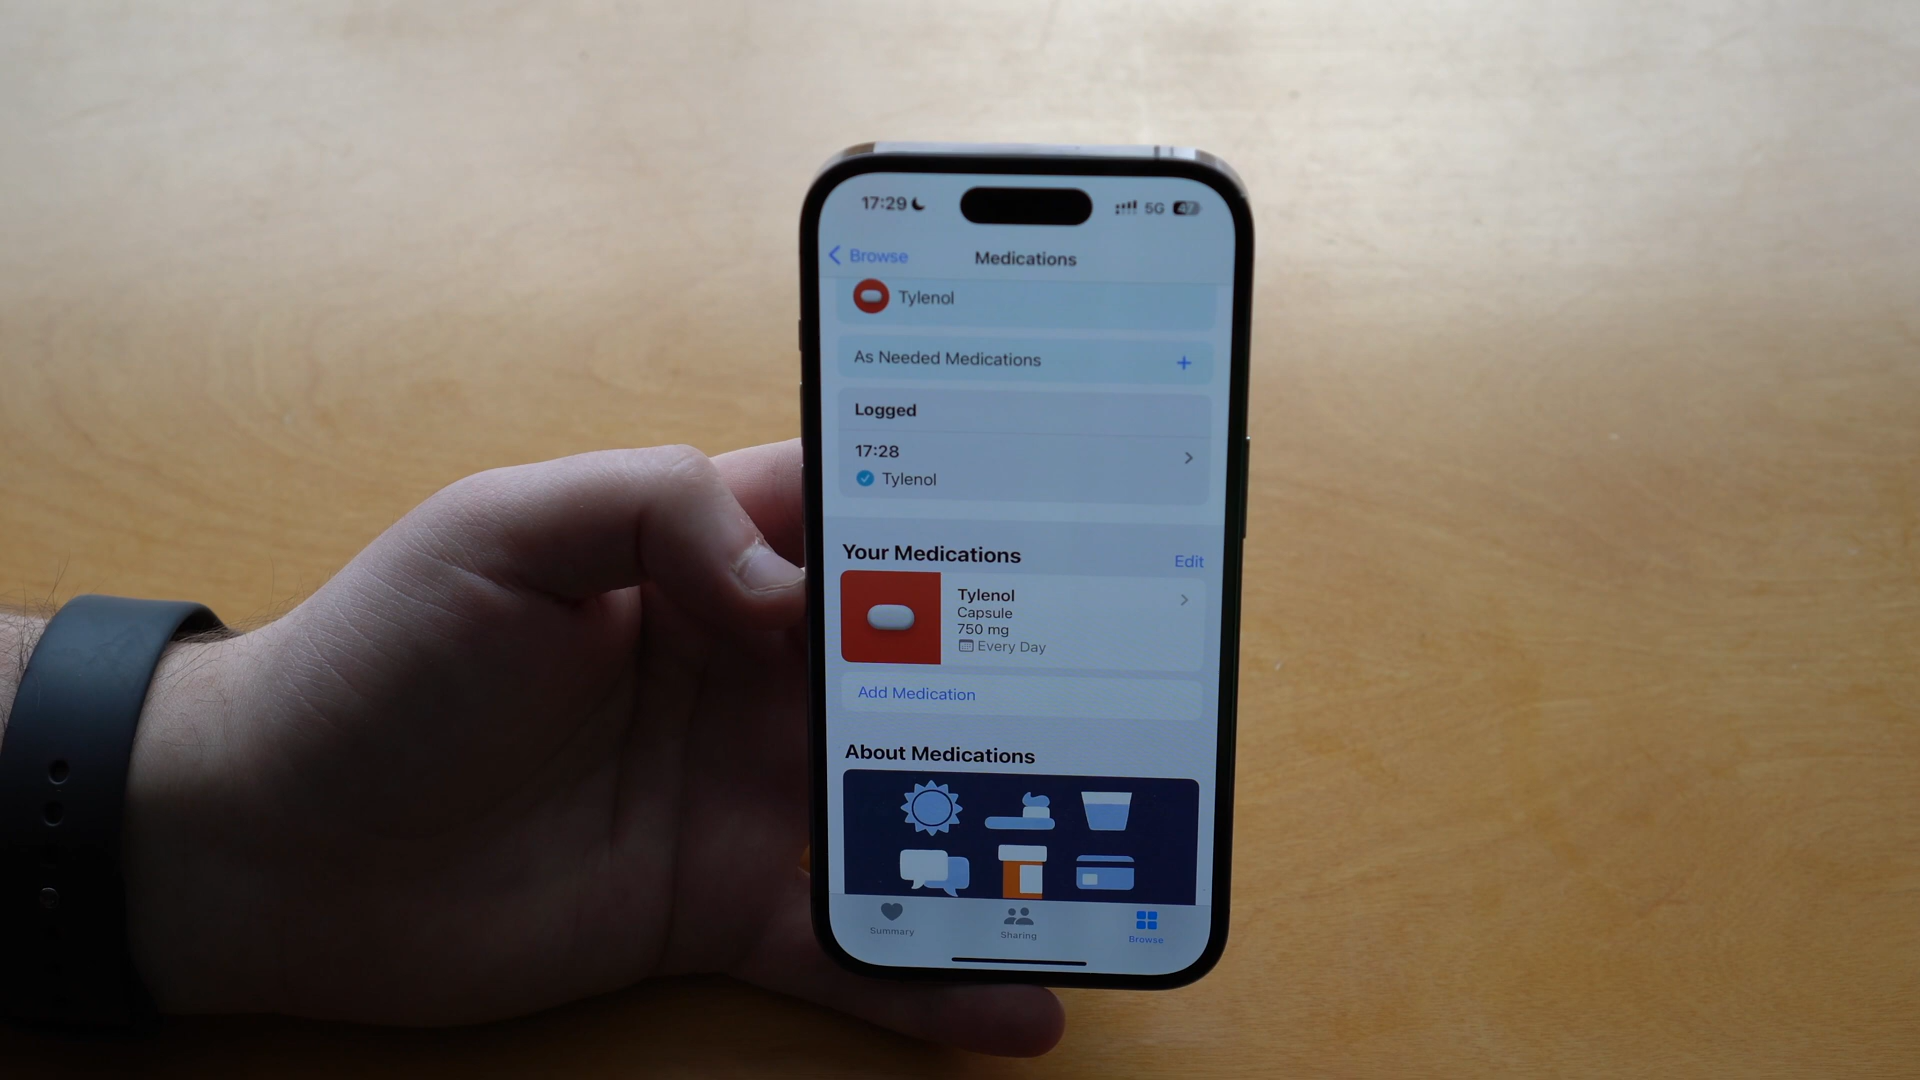 17:29 5G 47
Browse Medications
Tylenol
As Needed Medications +
Logged
17:28
Tylenol
Your Medications Edit
Tylenol
Capsule
750 mg
Every Day
Add Medication
About Medications
Summary Sharing Browse